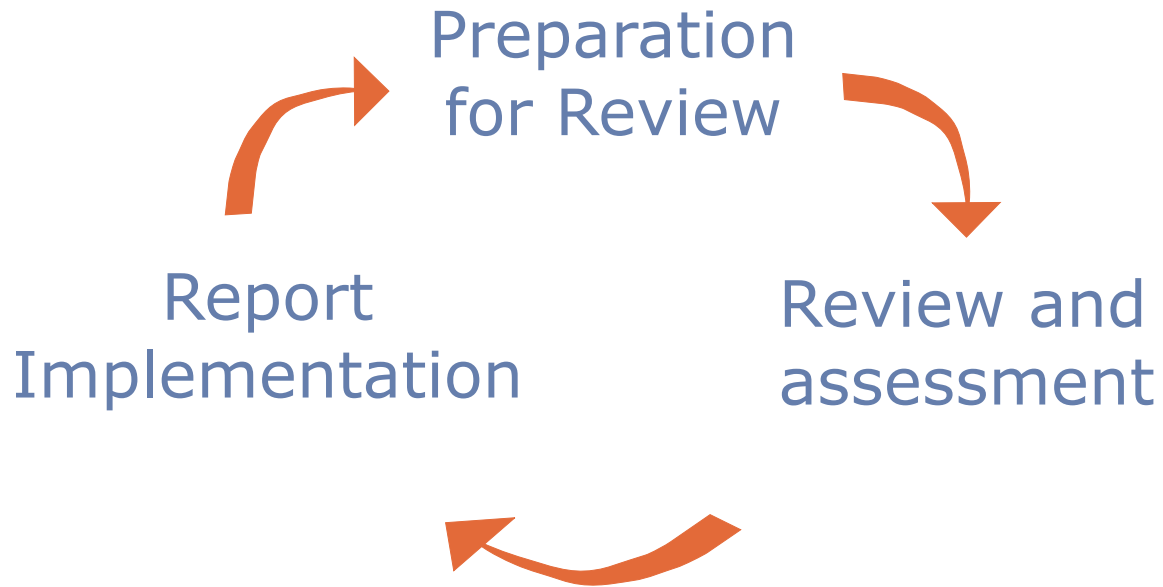 Preparation
for Review
Report
Implementation
Review and
assessment